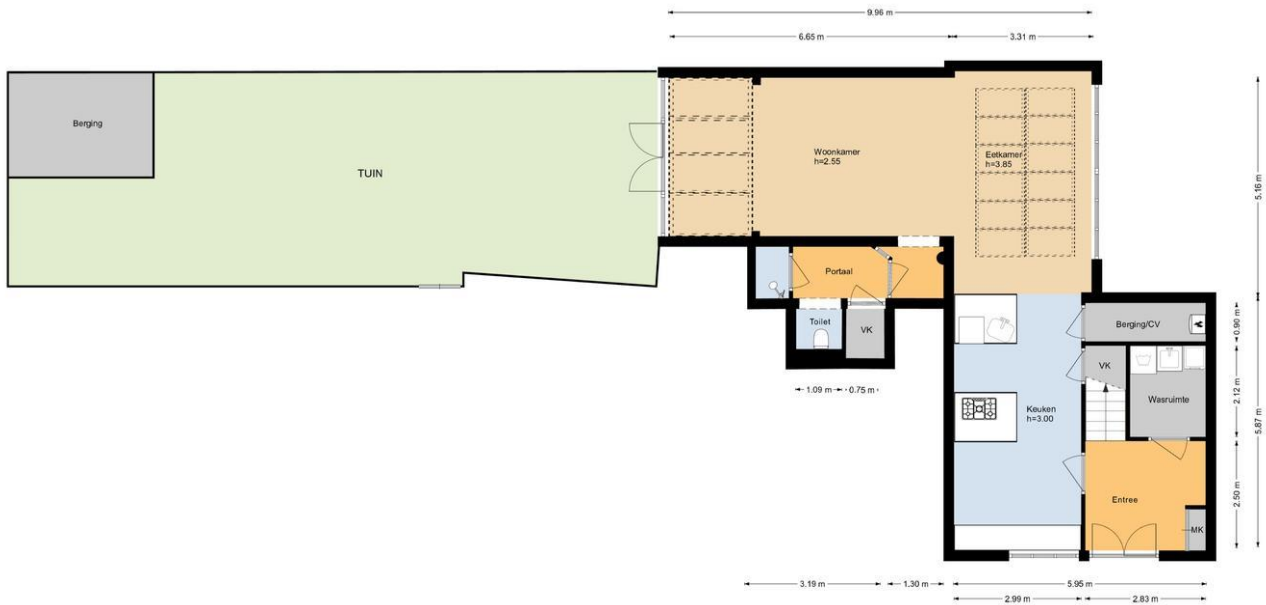 9.96 m
6.65 m
3.31 m
Berging
TUIN
Woonkamer
h=2.55
Eetkamer
h=3.85
5.16 m
Portaal
Toilet
VK
Berging/CV
0.90 m
VK
Wasruimte
2.12 m
1.09 m
0.75 m
Keuken
h=3.00
5.87 m
Entree
2.50 m
MK
3.19 m
1.30 m
5.95 m
2.99 m
2.83 m